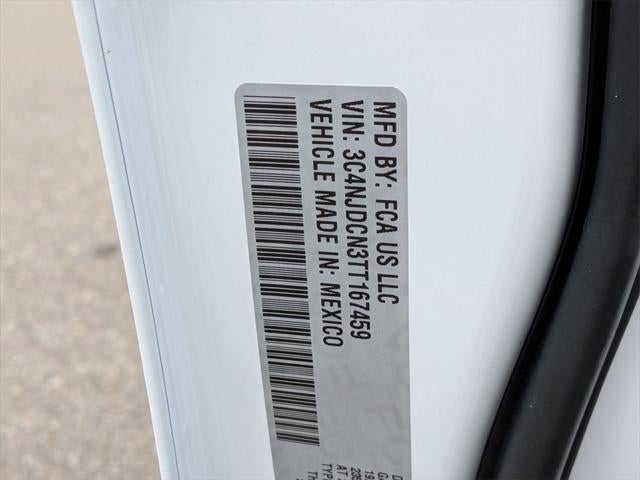 MFD BY: FCA US LLC
VIN: 3C4NJDCN3TT167459
VEHICLE MADE IN: MEXICO